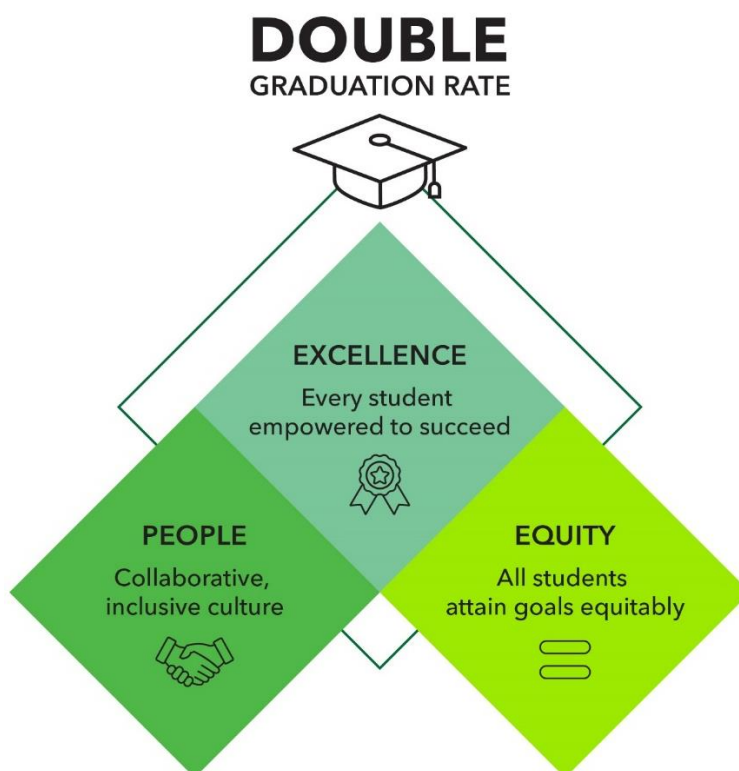 DOUBLE
GRADUATION RATE
EXCELLENCE
Every student
empowered to succeed
PEOPLE
Collaborative,
inclusive culture
EQUITY
All students
attain goals equitably